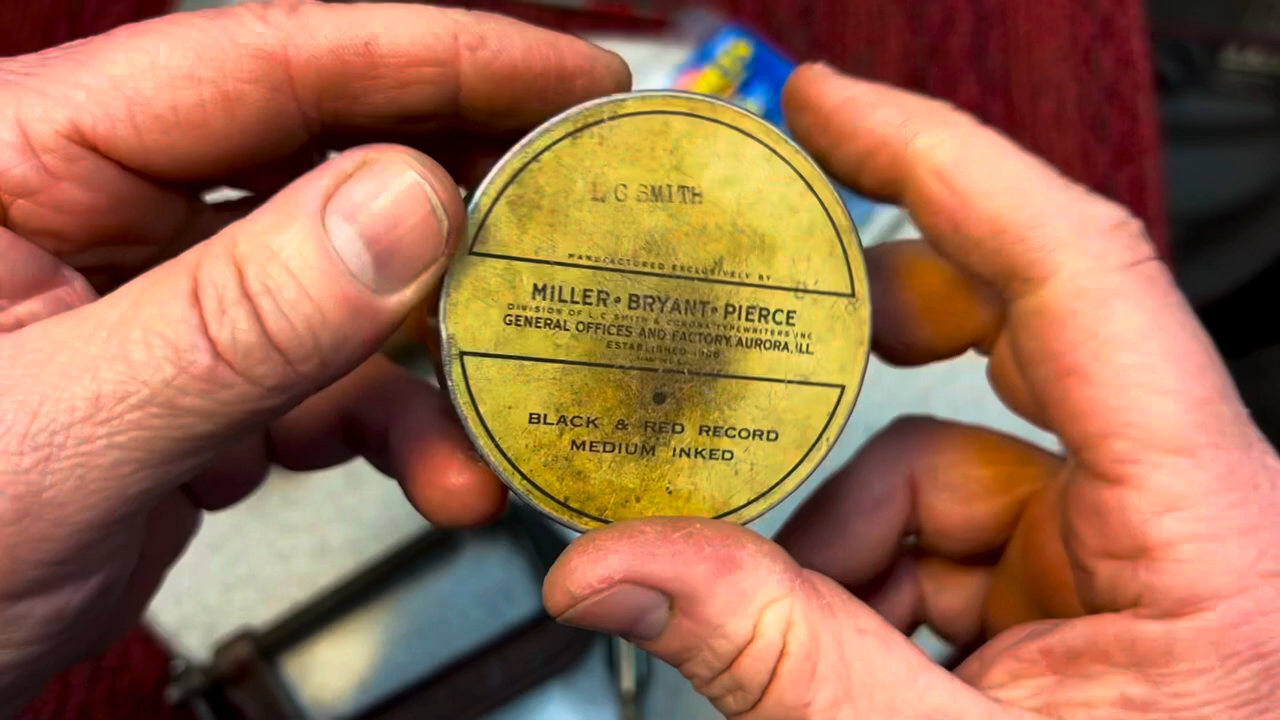 L C SMITH
MANUFACTURED EXCLUSIVELY BY
MILLER · BRYANT · PIERCE
DIVISION OF L.C. SMITH & CORONA TYPEWRITERS INC
GENERAL OFFICES AND FACTORY, AURORA, ILL.
ESTABLISHED
BLACK & RED RECORD
MEDIUM INKED